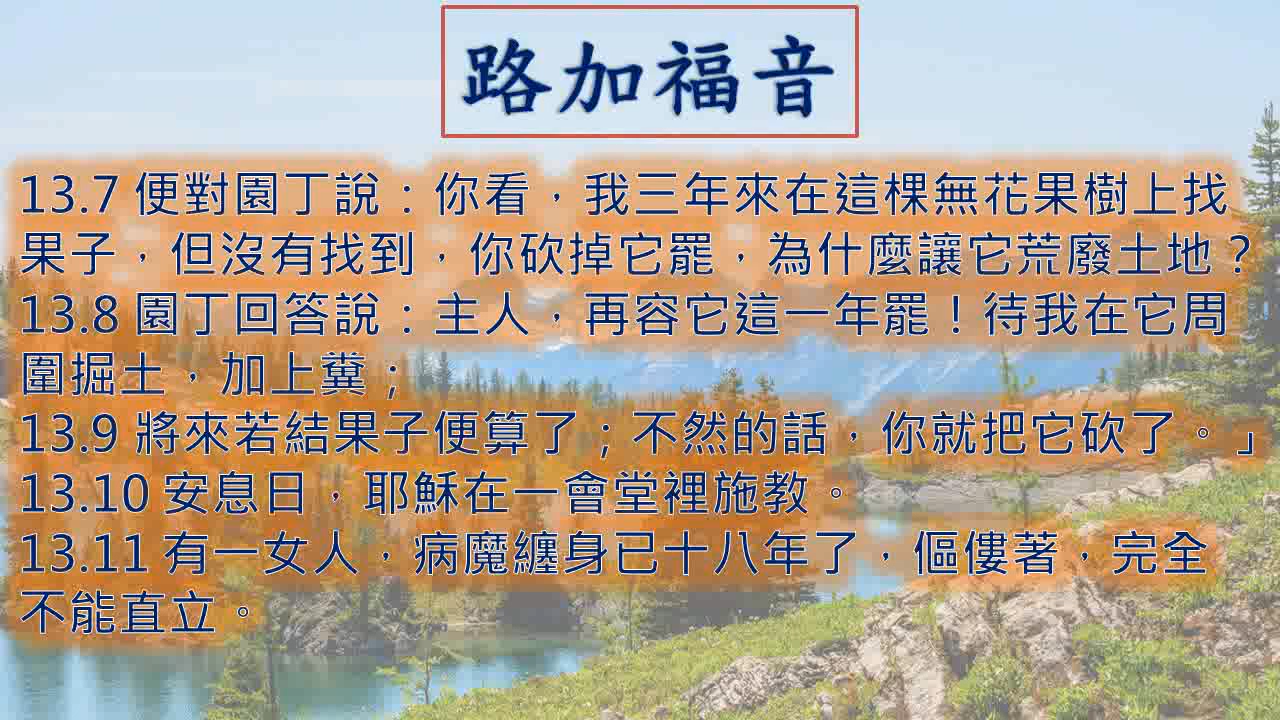 路加福音
13.7 便對園丁說：你看，我三年來在這棵無花果樹上找
果子，但沒有找到，你砍掉它罷，為什麼讓它荒廢土地？
13.8 園丁回答說：主人，再容它這一年罷！待我在它周
圍掘土，加上糞；
13.9 將來若結果子便算了；不然的話，你就把它砍了。」
13.10 安息日，耶穌在一會堂裡施教。
13.11 有一女人，病魔纏身已十八年了，傴僂著，完全
不能直立。